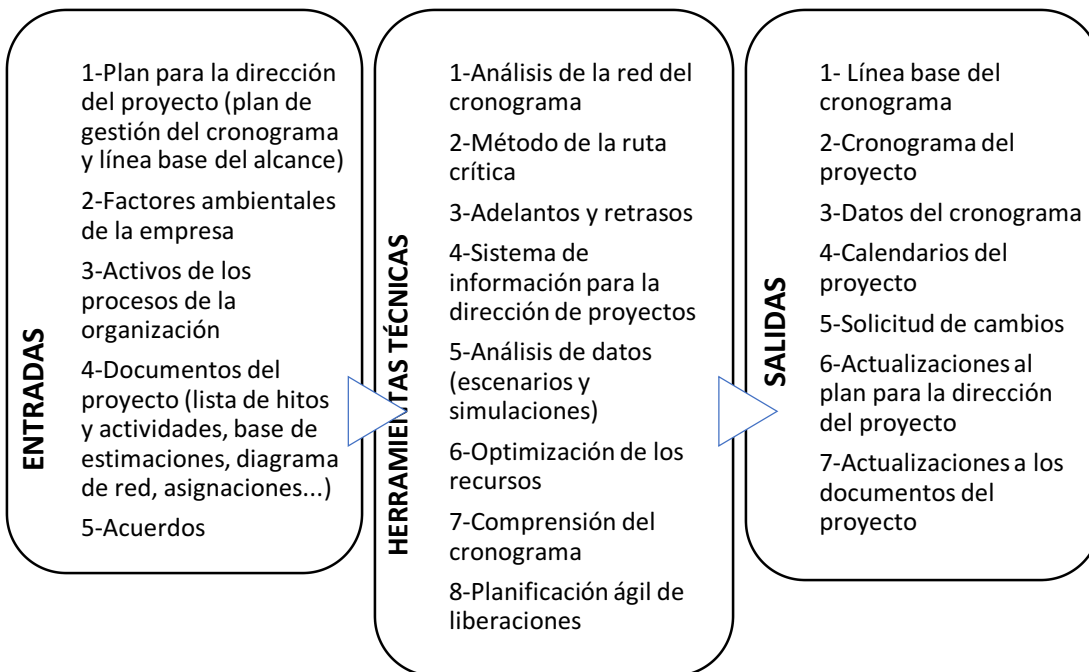 ENTRADAS
1-Plan para la dirección
del proyecto (plan de
gestión del cronograma
y línea base del alcance)
2-Factores ambientales
de la empresa
3-Activos de los
procesos de la
organización
4-Documentos del
proyecto (lista de hitos
y actividades, base de
estimaciones, diagrama
de red, asignaciones...)
5-Acuerdos
HERRAMIENTAS TÉCNICAS
1-Análisis de la red del
cronograma
2-Método de la ruta
crítica
3-Adelantos y retrasos
4-Sistema de
información para la
dirección de proyectos
5-Análisis de datos
(escenarios y
simulaciones)
6-Optimización de los
recursos
7-Comprensión del
cronograma
8-Planificación ágil de
liberaciones
SALIDAS
1- Línea base del
cronograma
2-Cronograma del
proyecto
3-Datos del cronograma
4-Calendarios del
proyecto
5-Solicitud de cambios
6-Actualizaciones al
plan para la dirección
del proyecto
7-Actualizaciones a los
documentos del
proyecto